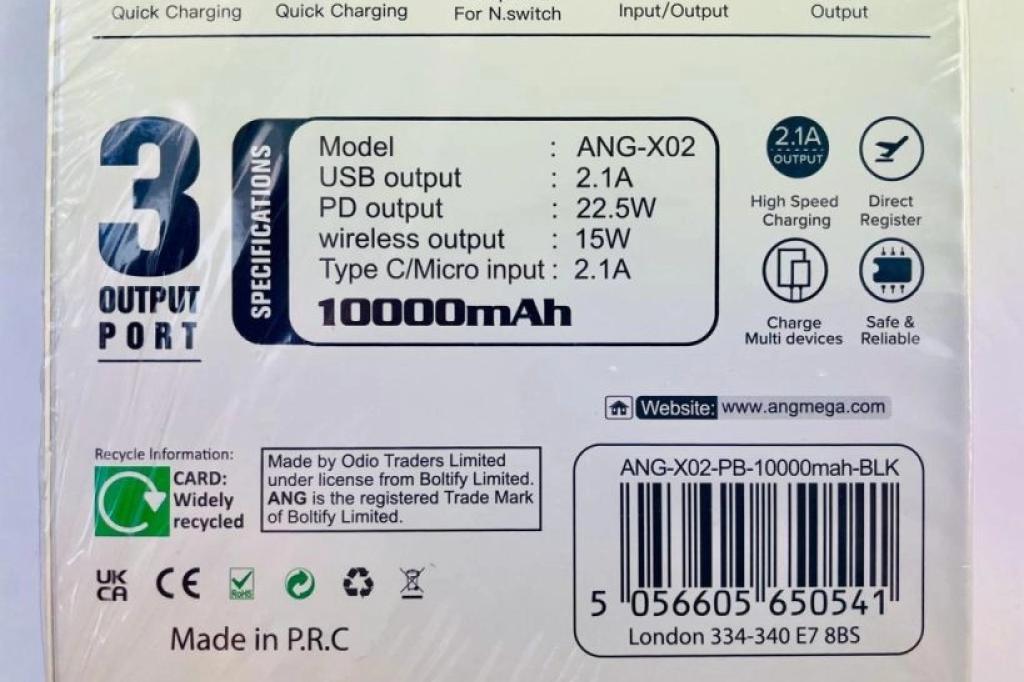 Quick Charging
Quick Charging
For N.switch
Input/Output
Output
3
OUTPUT
PORT
SPECIFICATIONS
Model : ANG-X02
USB output : 2.1A
PD output : 22.5W
wireless output : 15W
Type C/Micro input : 2.1A
10000mAh
2.1A
OUTPUT
High Speed
Charging
Direct
Register
Charge
Multi devices
Safe &
Reliable
Website: www.angmega.com
Recycle Information:
CARD:
Widely
recycled
Made by Odio Traders Limited
under license from Boltify Limited.
ANG is the registered Trade Mark
of Boltify Limited.
ANG-X02-PB-10000mah-BLK
5 056605 650541
London 334-340 E7 8BS
UK
CA
CE
RoHS
Made in P.R.C